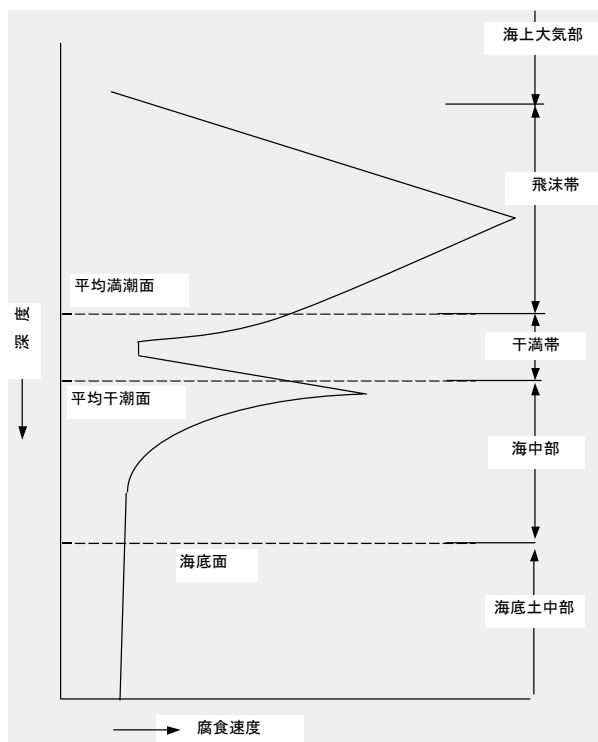 海上大気部
飛沫帯
平均満潮面
深度
干満帯
平均干潮面
海中部
海底面
海底土中部
腐食速度